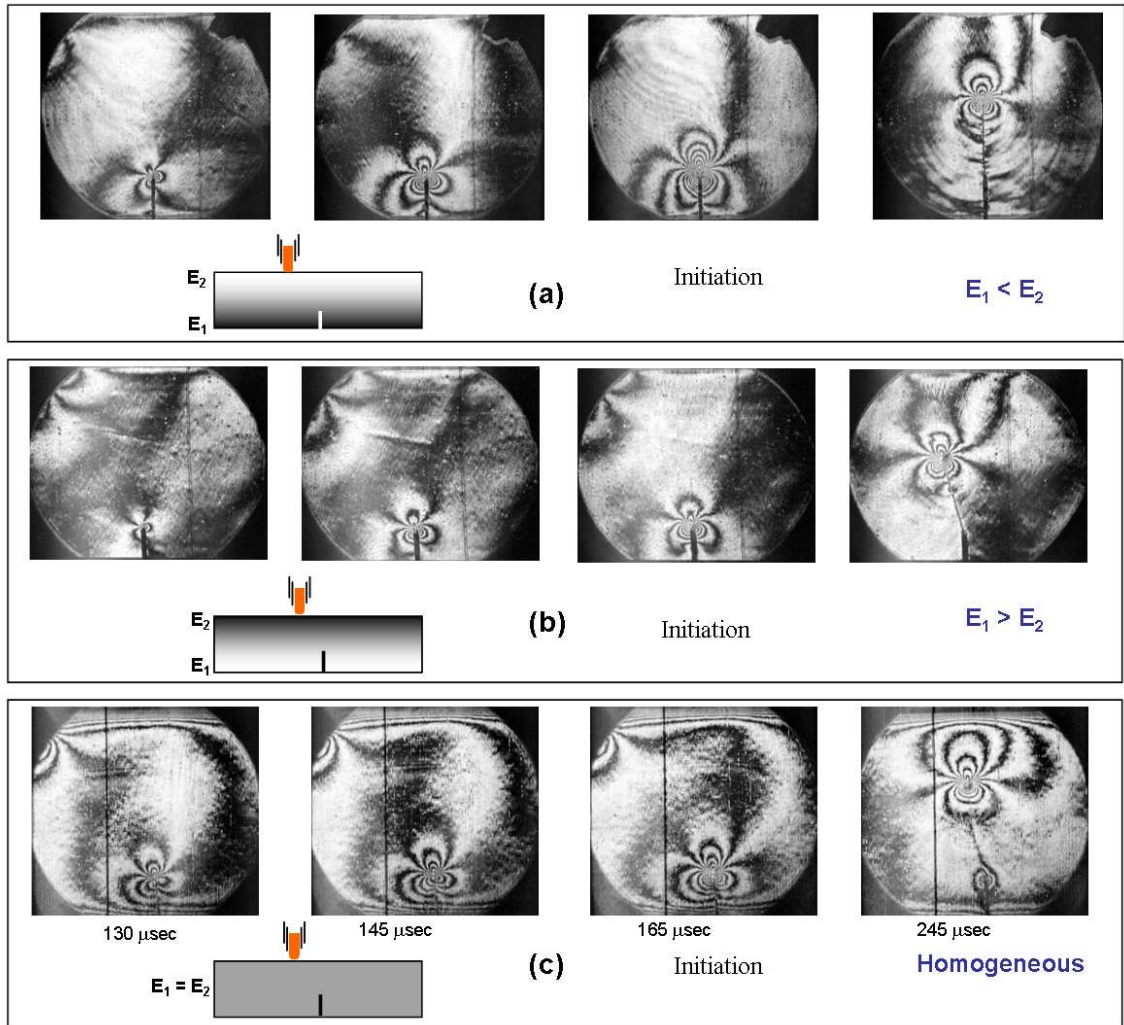 E₂
E₁
(a)
Initiation
E₁ < E₂
E₂
E₁
(b)
Initiation
E₁ > E₂
130 μsec
145 μsec
165 μsec
245 μsec
E₁ = E₂
(c)
Initiation
Homogeneous